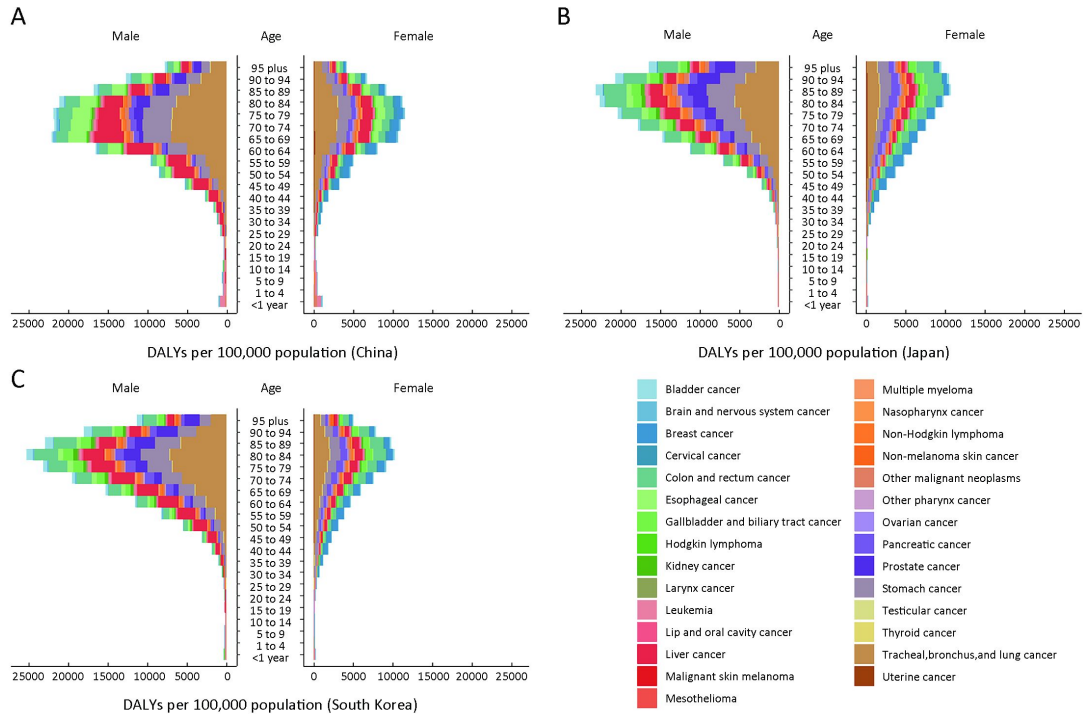 A
B
Male Age Female
Male Age Female
95 plus
90 to 94
85 to 89
80 to 84
75 to 79
70 to 74
65 to 69
60 to 64
55 to 59
50 to 54
45 to 49
40 to 44
35 to 39
30 to 34
25 to 29
20 to 24
15 to 19
10 to 14
5 to 9
1 to 4
<1 year
25000 20000 15000 10000 5000 0 0 5000 10000 15000 20000 25000
DALYs per 100,000 population (China)
95 plus
90 to 94
85 to 89
80 to 84
75 to 79
70 to 74
65 to 69
60 to 64
55 to 59
50 to 54
45 to 49
40 to 44
35 to 39
30 to 34
25 to 29
20 to 24
15 to 19
10 to 14
5 to 9
1 to 4
<1 year
25000 20000 15000 10000 5000 0 0 5000 10000 15000 20000 25000
DALYs per 100,000 population (Japan)
C
Male Age Female
95 plus
90 to 94
85 to 89
80 to 84
75 to 79
70 to 74
65 to 69
60 to 64
55 to 59
50 to 54
45 to 49
40 to 44
35 to 39
30 to 34
25 to 29
20 to 24
15 to 19
10 to 14
5 to 9
1 to 4
<1 year
25000 20000 15000 10000 5000 0 0 5000 10000 15000 20000 25000
DALYs per 100,000 population (South Korea)
Bladder cancer
Brain and nervous system cancer
Breast cancer
Cervical cancer
Colon and rectum cancer
Esophageal cancer
Gallbladder and biliary tract cancer
Hodgkin lymphoma
Kidney cancer
Larynx cancer
Leukemia
Lip and oral cavity cancer
Liver cancer
Malignant skin melanoma
Mesothelioma
Multiple myeloma
Nasopharynx cancer
Non-Hodgkin lymphoma
Non-melanoma skin cancer
Other malignant neoplasms
Other pharynx cancer
Ovarian cancer
Pancreatic cancer
Prostate cancer
Stomach cancer
Testicular cancer
Thyroid cancer
Tracheal,bronchus,and lung cancer
Uterine cancer